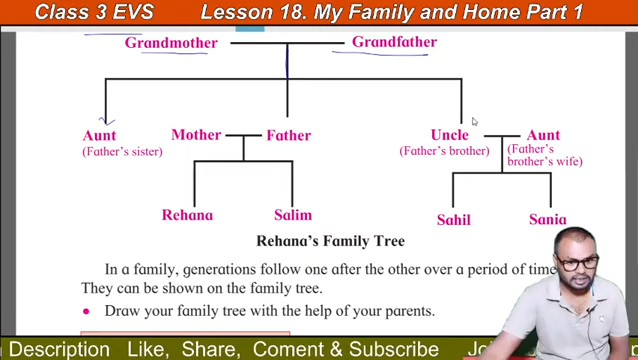 Class 3 EVS Lesson 18. My Family and Home Part 1
Grandmother Grandfather
Aunt Mother Father Uncle Aunt
(Father's sister) (Father's brother) (Father's
brother's wife)
Rehana Salim Sahil Sania
Rehana's Family Tree
In a family, generations follow one after the other over a period of time
They can be shown on the family tree.
• Draw your family tree with the help of your parents.
Description Like, Share, Coment & Subscribe